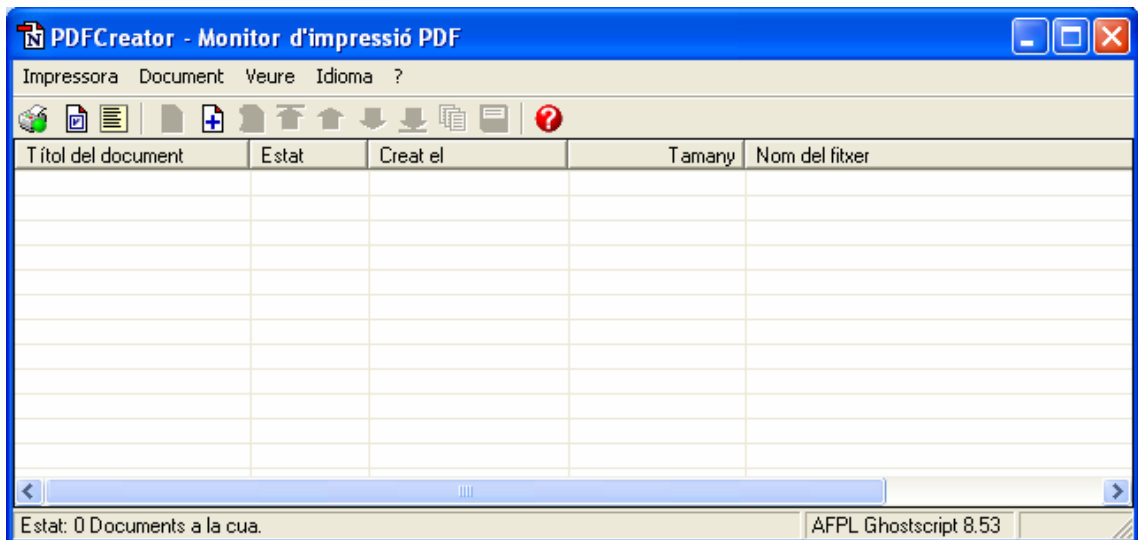 PDFCreator - Monitor d'impressió PDF
Impressora Document Veure Idioma ?
Títol del document Estat Creat el Tamany Nom del fitxer
Estat: 0 Documents a la cua. AFPL Ghostscript 8.53